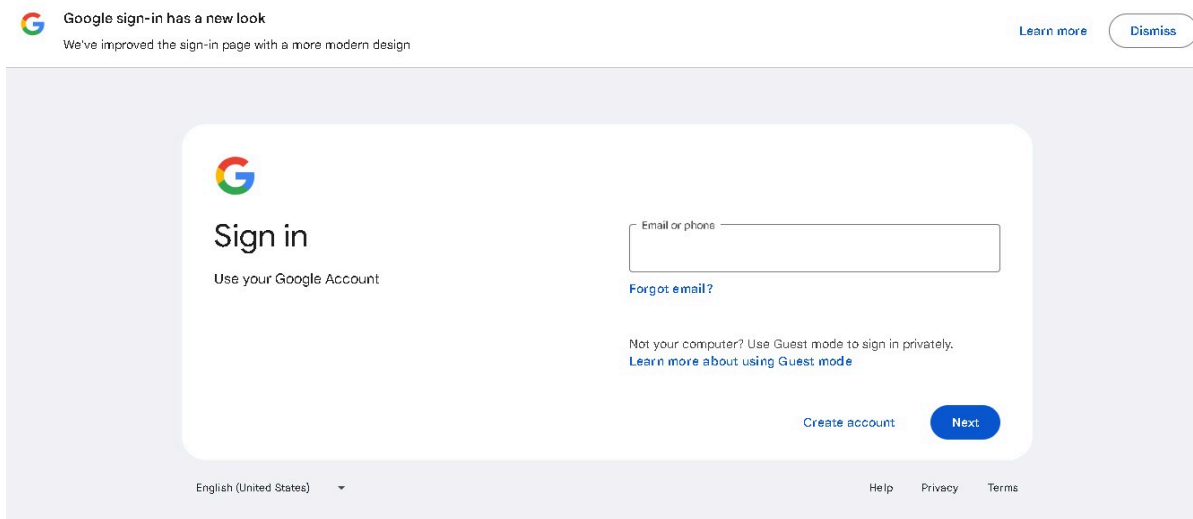 Google sign-in has a new look
We've improved the sign-in page with a more modern design
Learn more
Dismiss
Sign in
Use your Google Account
Email or phone
Forgot email?
Not your computer? Use Guest mode to sign in privately.
Learn more about using Guest mode
Create account
Next
English (United States)
Help
Privacy
Terms